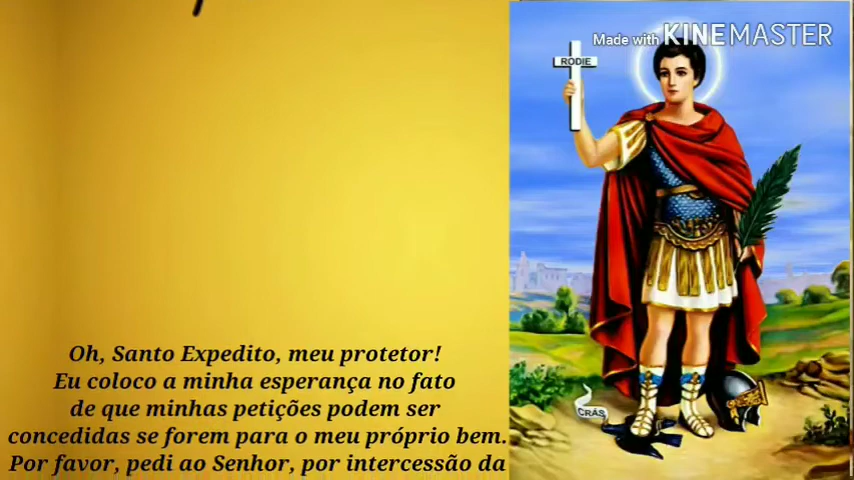 Made with KINEMASTER
RODIE
Oh, Santo Expedito, meu protetor!
Eu coloco a minha esperança no fato
de que minhas petições podem ser
concedidas se forem para o meu próprio bem.
Por favor, pedi ao Senhor, por intercessão da
CRÁS